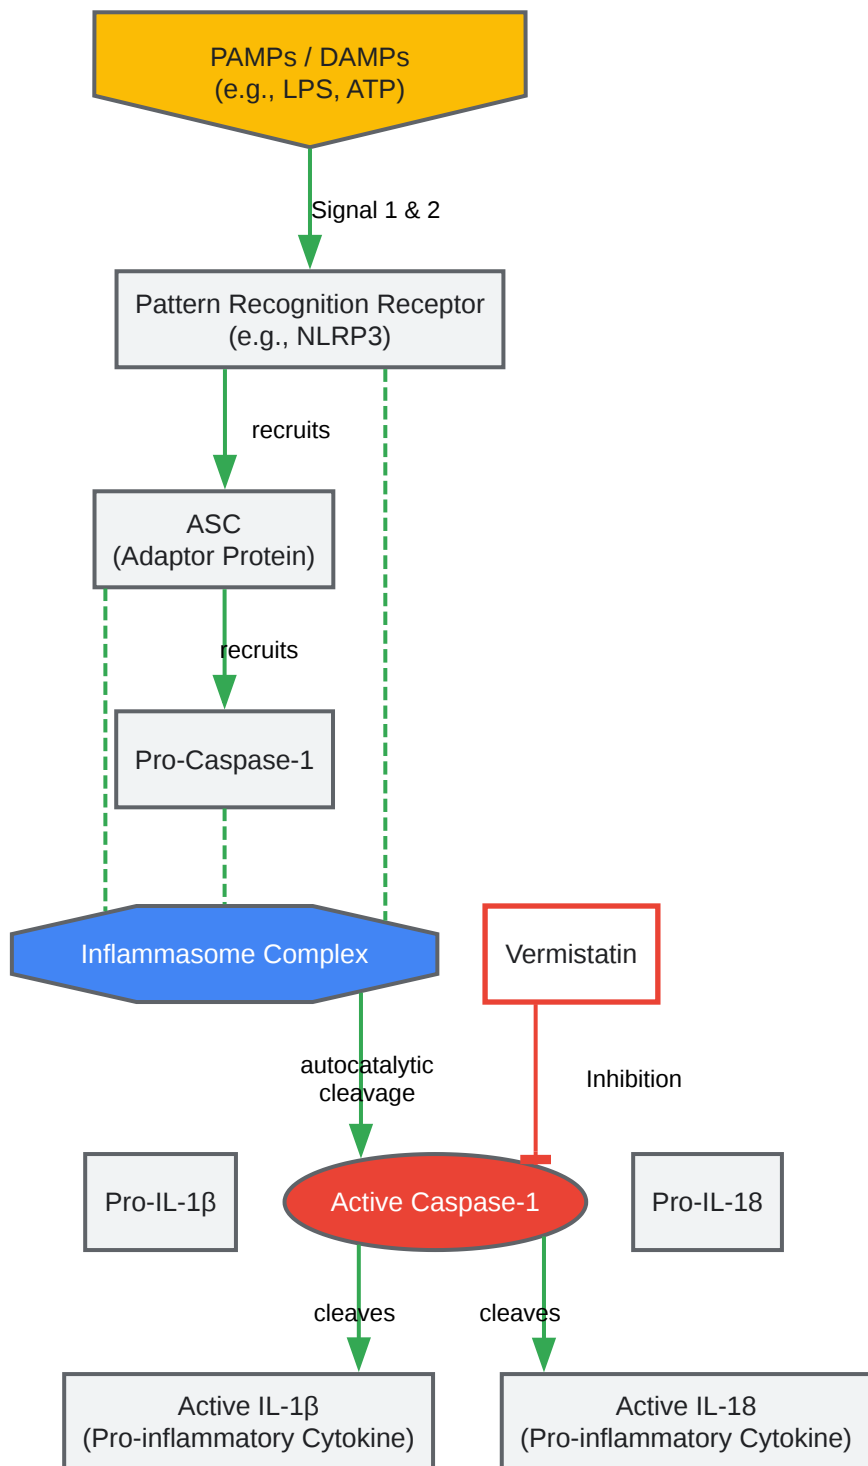 PAMPs / DAMPs
(e.g., LPS, ATP)
Signal 1 & 2
Pattern Recognition Receptor
(e.g., NLRP3)
recruits
ASC
(Adaptor Protein)
recruits
Pro-Caspase-1
Inflammasome Complex
Vermistatin
autocatalytic
cleavage
Inhibition
Pro-IL-1β
Active Caspase-1
Pro-IL-18
cleaves
cleaves
Active IL-1β
(Pro-inflammatory Cytokine)
Active IL-18
(Pro-inflammatory Cytokine)